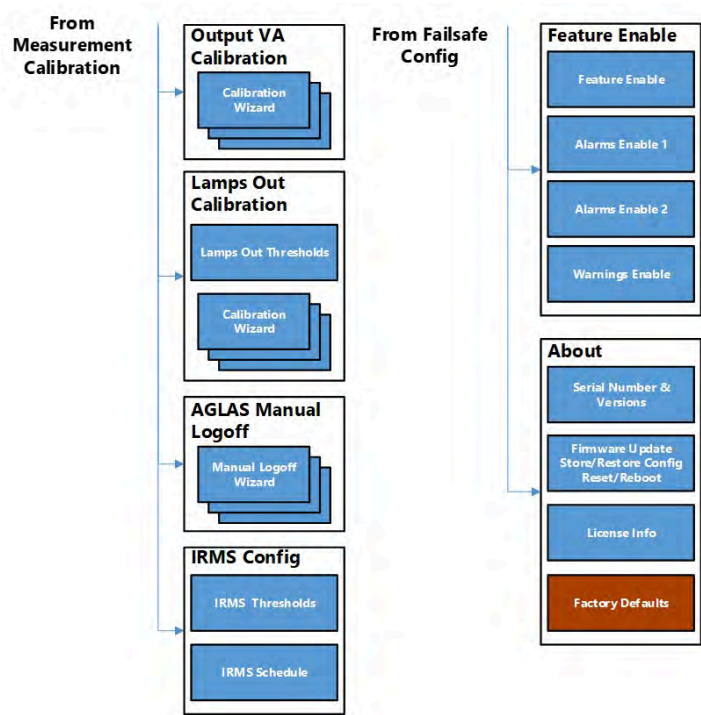 From
Measurement
Calibration
Output VA
Calibration
Calibration
Wizard
Lamps Out
Calibration
Lamps Out Thresholds
Calibration
Wizard
AGLAS Manual
Logoff
Manual Logoff
Wizard
IRMS Config
IRMS Thresholds
IRMS Schedule
From Failsafe
Config
Feature Enable
Feature Enable
Alarms Enable 1
Alarms Enable 2
Warnings Enable
About
Serial Number &
Versions
Firmware Update
Store/Restore Config
Reset/Reboot
License Info
Factory Defaults